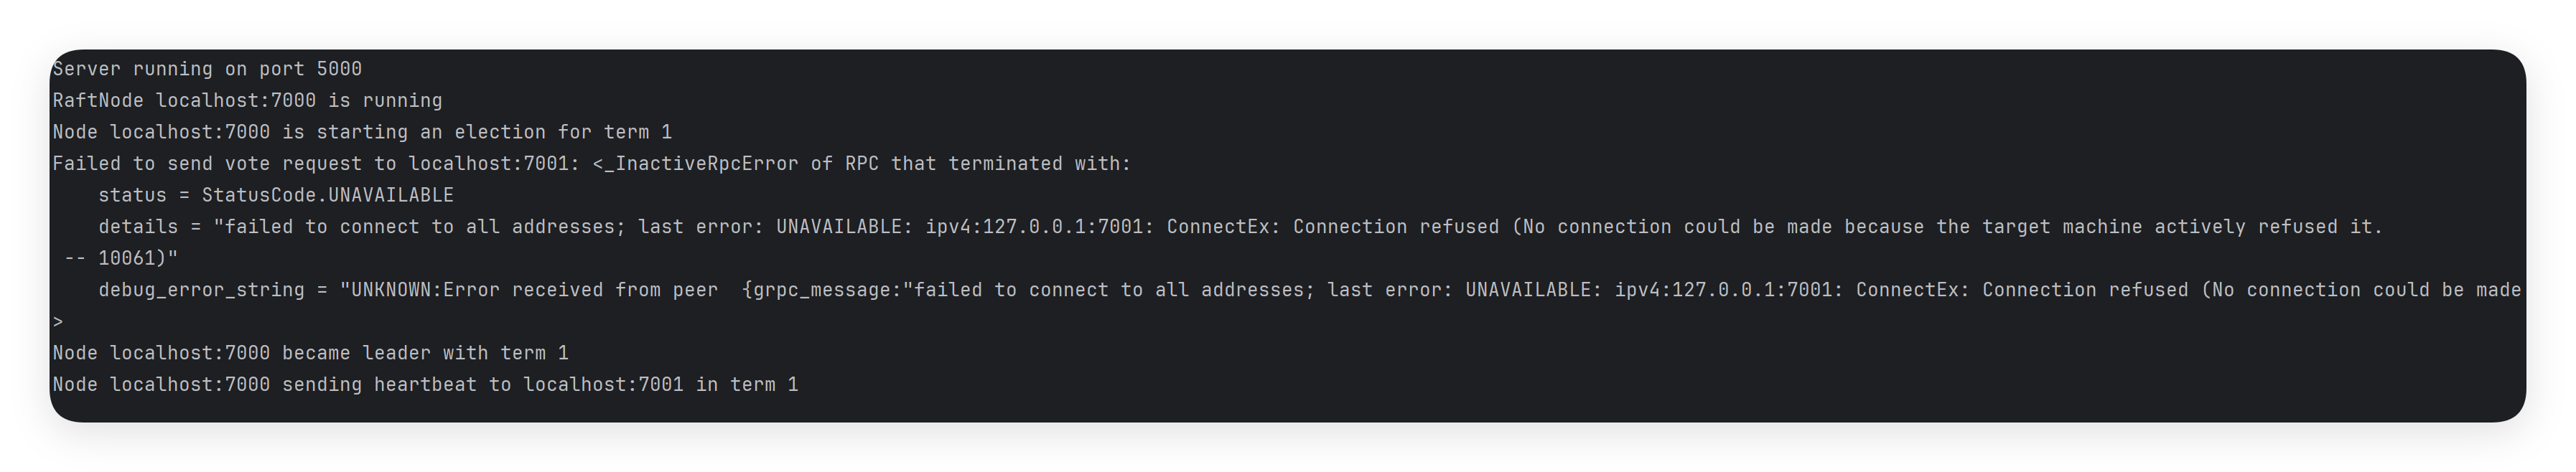 Server running on port 5000
RaftNode localhost:7000 is running
Node localhost:7000 is starting an election for term 1
Failed to send vote request to localhost:7001: <_InactiveRpcError of RPC that terminated with:
    status = StatusCode.UNAVAILABLE
    details = "failed to connect to all addresses; last error: UNAVAILABLE: ipv4:127.0.0.1:7001: ConnectEx: Connection refused (No connection could be made because the target machine actively refused it.
 -- 10061)"
    debug_error_string = "UNKNOWN:Error received from peer  {grpc_message:"failed to connect to all addresses; last error: UNAVAILABLE: ipv4:127.0.0.1:7001: ConnectEx: Connection refused (No connection could be made
>
Node localhost:7000 became leader with term 1
Node localhost:7000 sending heartbeat to localhost:7001 in term 1